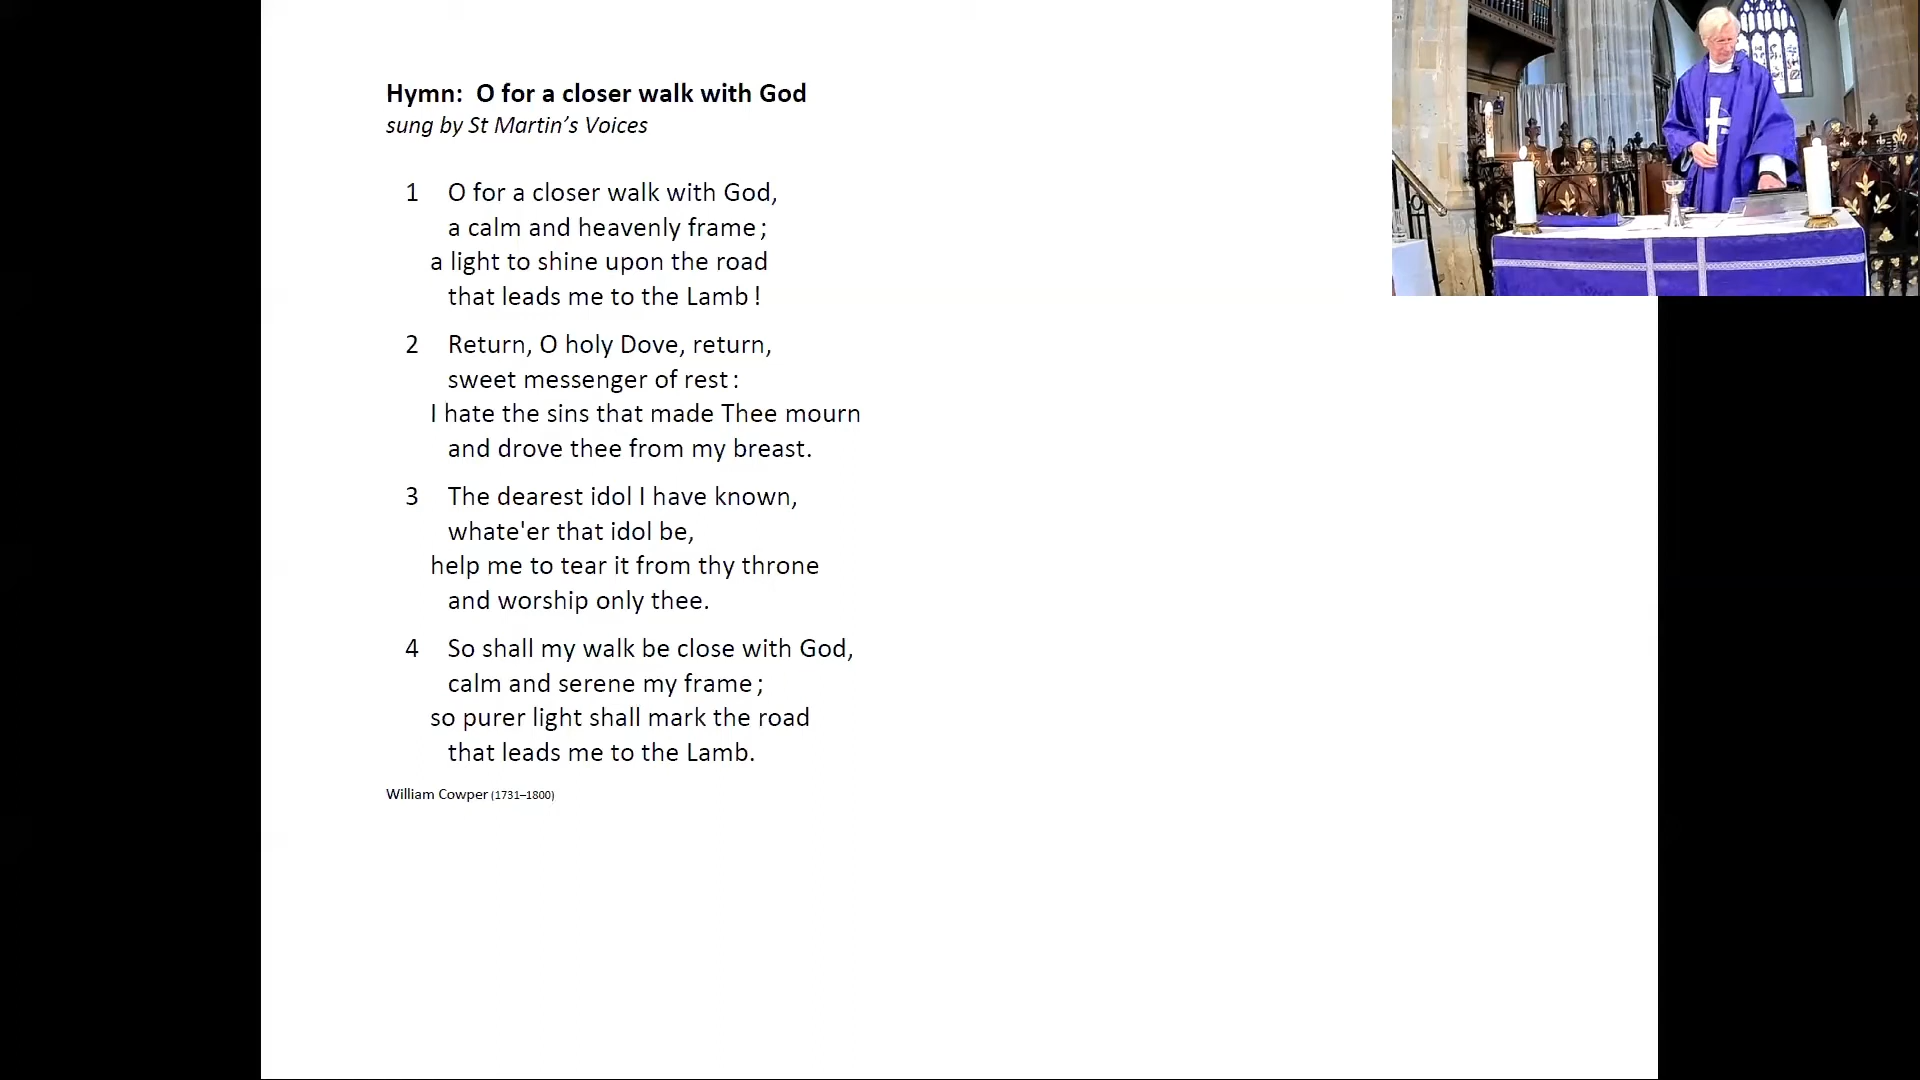 Hymn:  O for a closer walk with God
sung by St Martin’s Voices
1 O for a closer walk with God,
a calm and heavenly frame ;
a light to shine upon the road
that leads me to the Lamb !
2 Return, O holy Dove, return,
sweet messenger of rest :
I hate the sins that made Thee mourn
and drove thee from my breast.
3 The dearest idol I have known,
whate'er that idol be,
help me to tear it from thy throne
and worship only thee.
4 So shall my walk be close with God,
calm and serene my frame ;
so purer light shall mark the road
that leads me to the Lamb.
William Cowper (1731–1800)